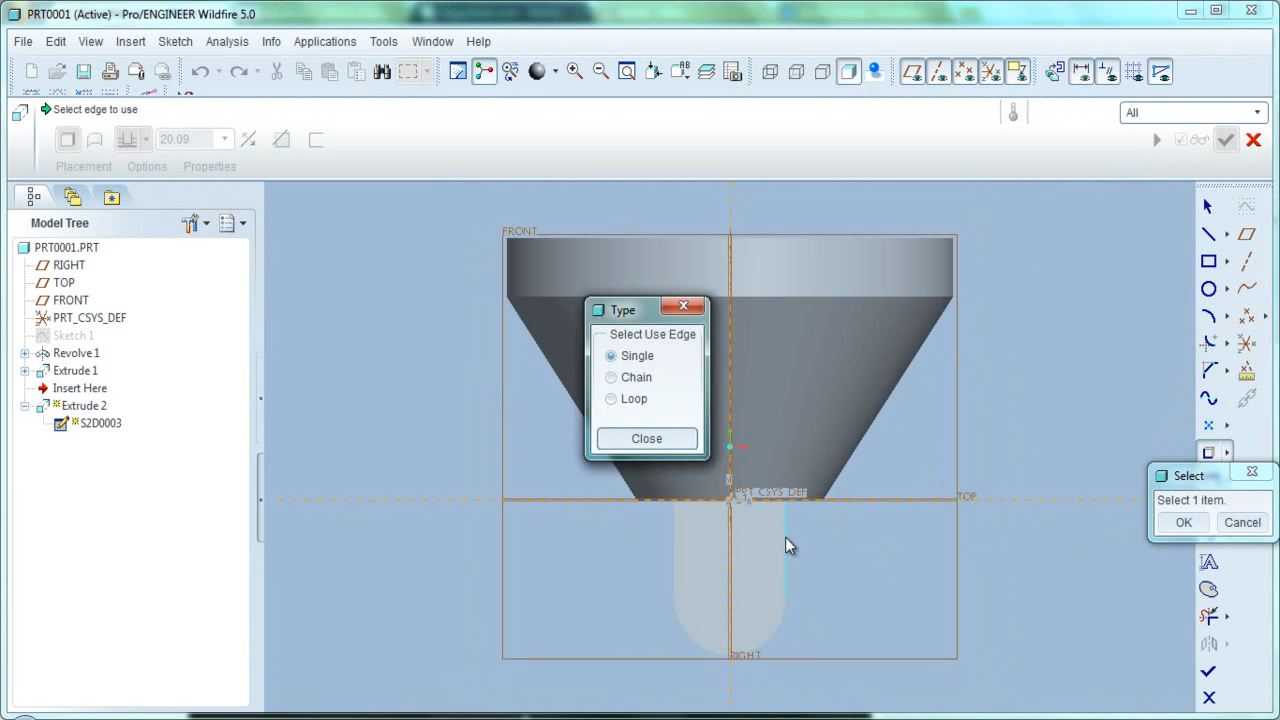 PRT0001 (Active) - Pro/ENGINEER Wildfire 5.0
File Edit View Insert Sketch Analysis Info Applications Tools Window Help
Select edge to use
All
20.09
Placement Options Properties
Model Tree
PRT0001.PRT
RIGHT
TOP
FRONT
PRT_CSYS_DEF
Sketch 1
Revolve 1
Extrude 1
Insert Here
Extrude 2
S2D0003
FRONT
Type
Select Use Edge
Single
Chain
Loop
Close
PRT_CSYS_DEF
TOP
RIGHT
Select
Select 1 item.
OK Cancel